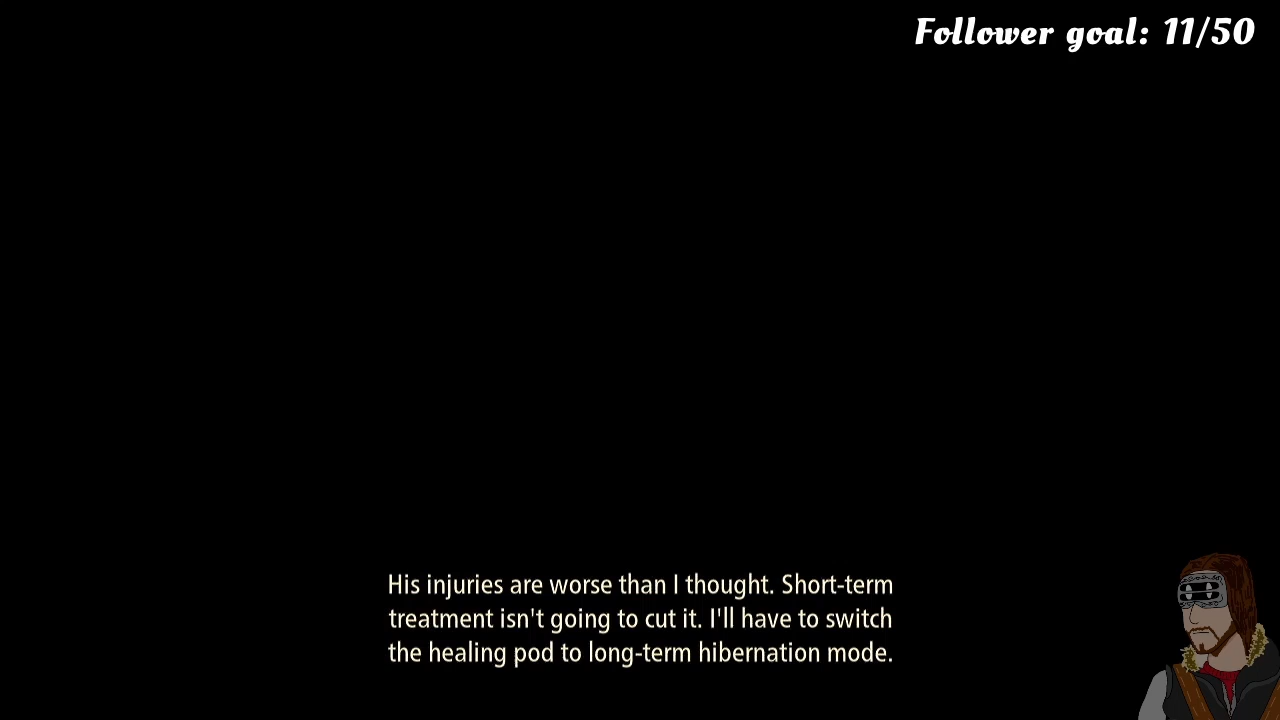 Follower goal: 11/50
His injuries are worse than I thought. Short-term
treatment isn't going to cut it. I'll have to switch
the healing pod to long-term hibernation mode.